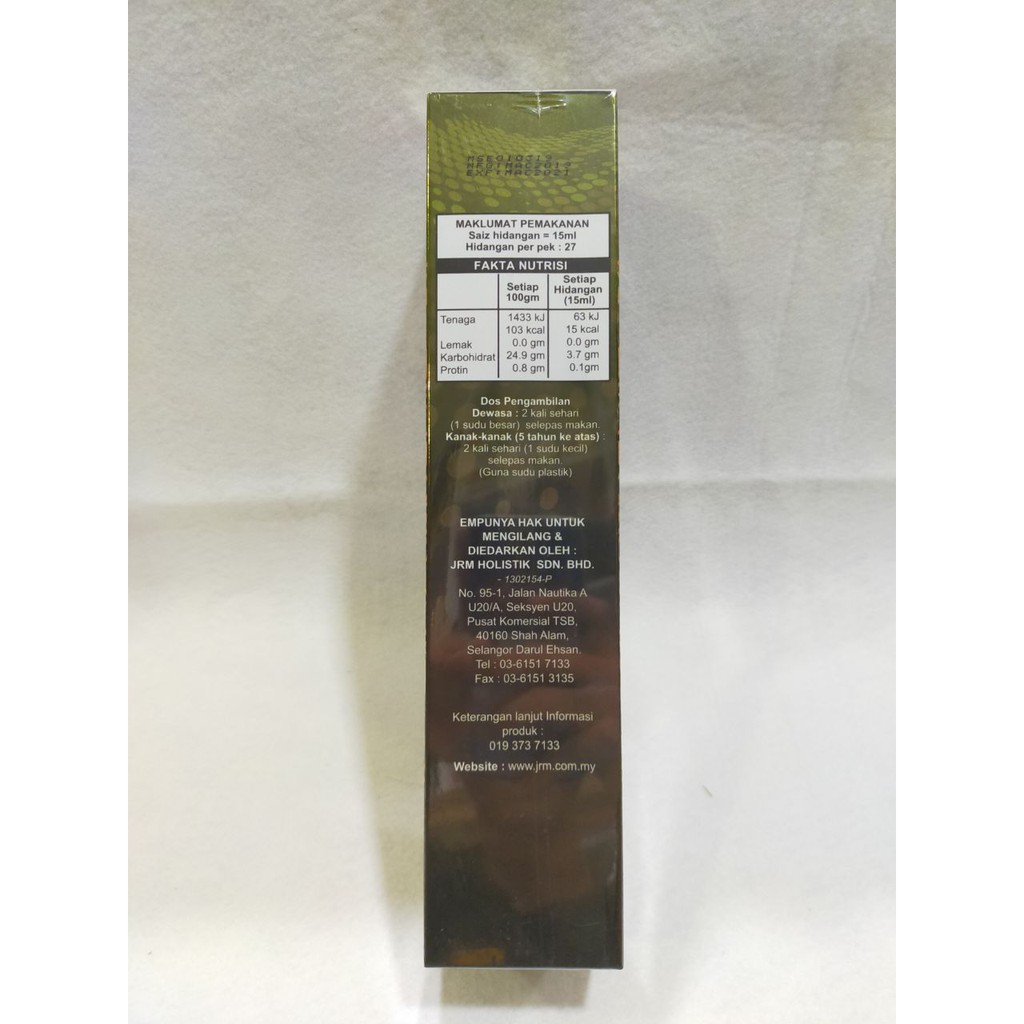 MFG:MAC2019
EXP:MAC2021
MAKLUMAT PEMAKANAN
Saiz hidangan = 15ml
Hidangan per pek : 27
FAKTA NUTRISI
Setiap 100gm Setiap Hidangan (15ml)
Tenaga 1433 kJ 63 kJ
103 kcal 15 kcal
Lemak 0.0 gm 0.0 gm
Karbohidrat 24.9 gm 3.7 gm
Protin 0.8 gm 0.1gm
Dos Pengambilan
Dewasa : 2 kali sehari
(1 sudu besar) selepas makan.
Kanak-kanak (5 tahun ke atas) :
2 kali sehari (1 sudu kecil)
selepas makan.
(Guna sudu plastik)
EMPUNYA HAK UNTUK
MENGILANG &
DIEDARKAN OLEH :
JRM HOLISTIK SDN. BHD.
- 1302154-P
No. 95-1, Jalan Nautika A
U20/A, Seksyen U20,
Pusat Komersial TSB,
40160 Shah Alam,
Selangor Darul Ehsan.
Tel : 03-6151 7133
Fax : 03-6151 3135
Keterangan lanjut Informasi
produk :
019 373 7133
Website : www.jrm.com.my